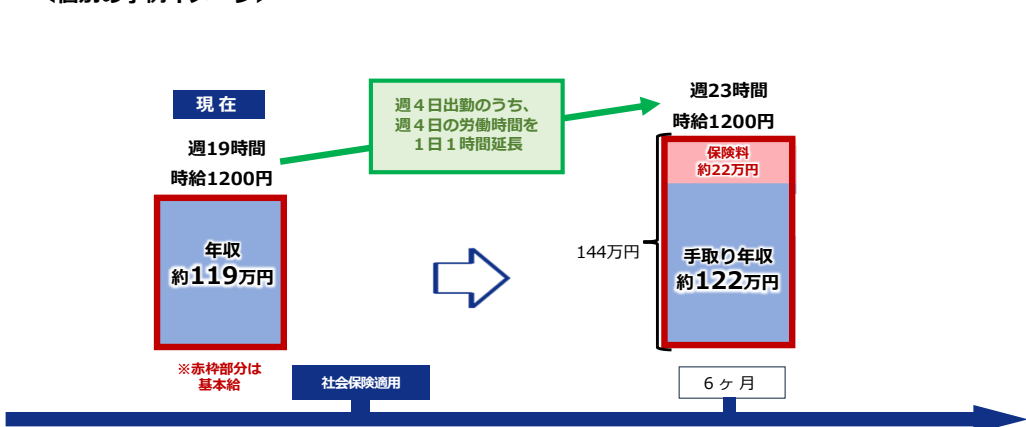 現 在
週19時間
時給1200円
年収
約119万円
※赤枠部分は
基本給
社会保険適用
週４日出勤のうち、
週４日の労働時間を
１日１時間延長
週23時間
時給1200円
保険料
約22万円
144万円
手取り年収
約122万円
６ヶ月